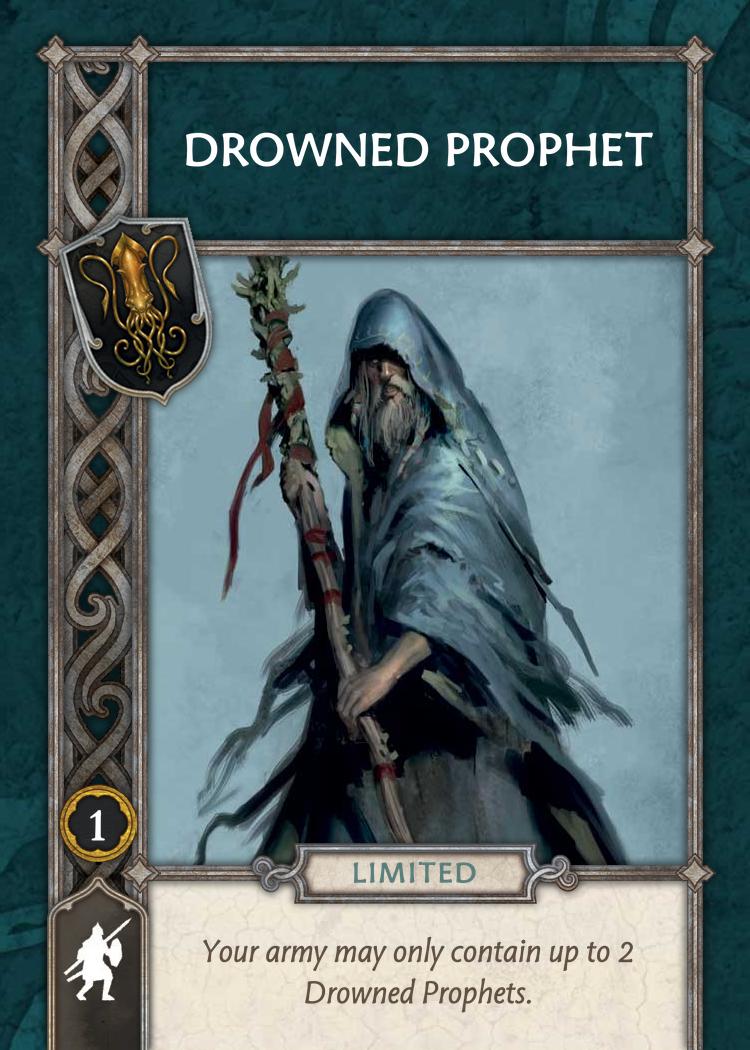 DROWNED PROPHET
1
LIMITED
Your army may only contain up to 2
Drowned Prophets.